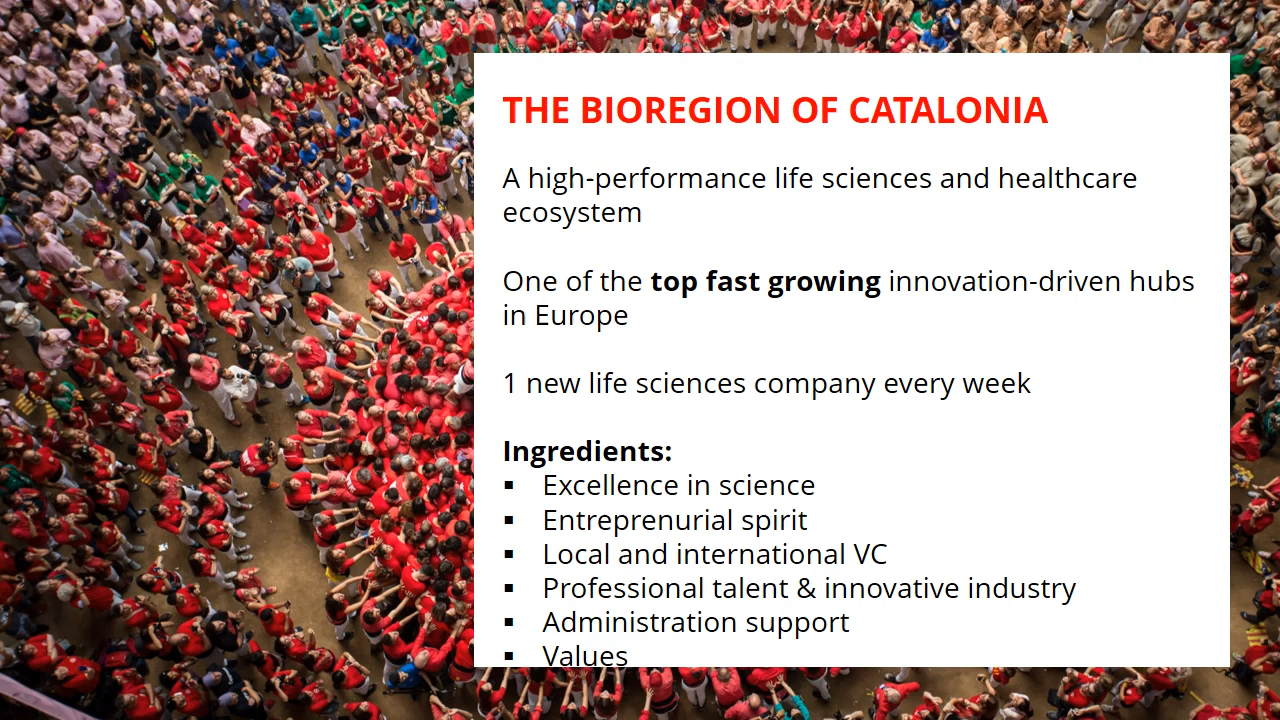 THE BIOREGION OF CATALONIA
A high-performance life sciences and healthcare
ecosystem
One of the top fast growing innovation-driven hubs
in Europe
1 new life sciences company every week
Ingredients:
▪ Excellence in science
▪ Entreprenurial spirit
▪ Local and international VC
▪ Professional talent & innovative industry
▪ Administration support
▪ Values